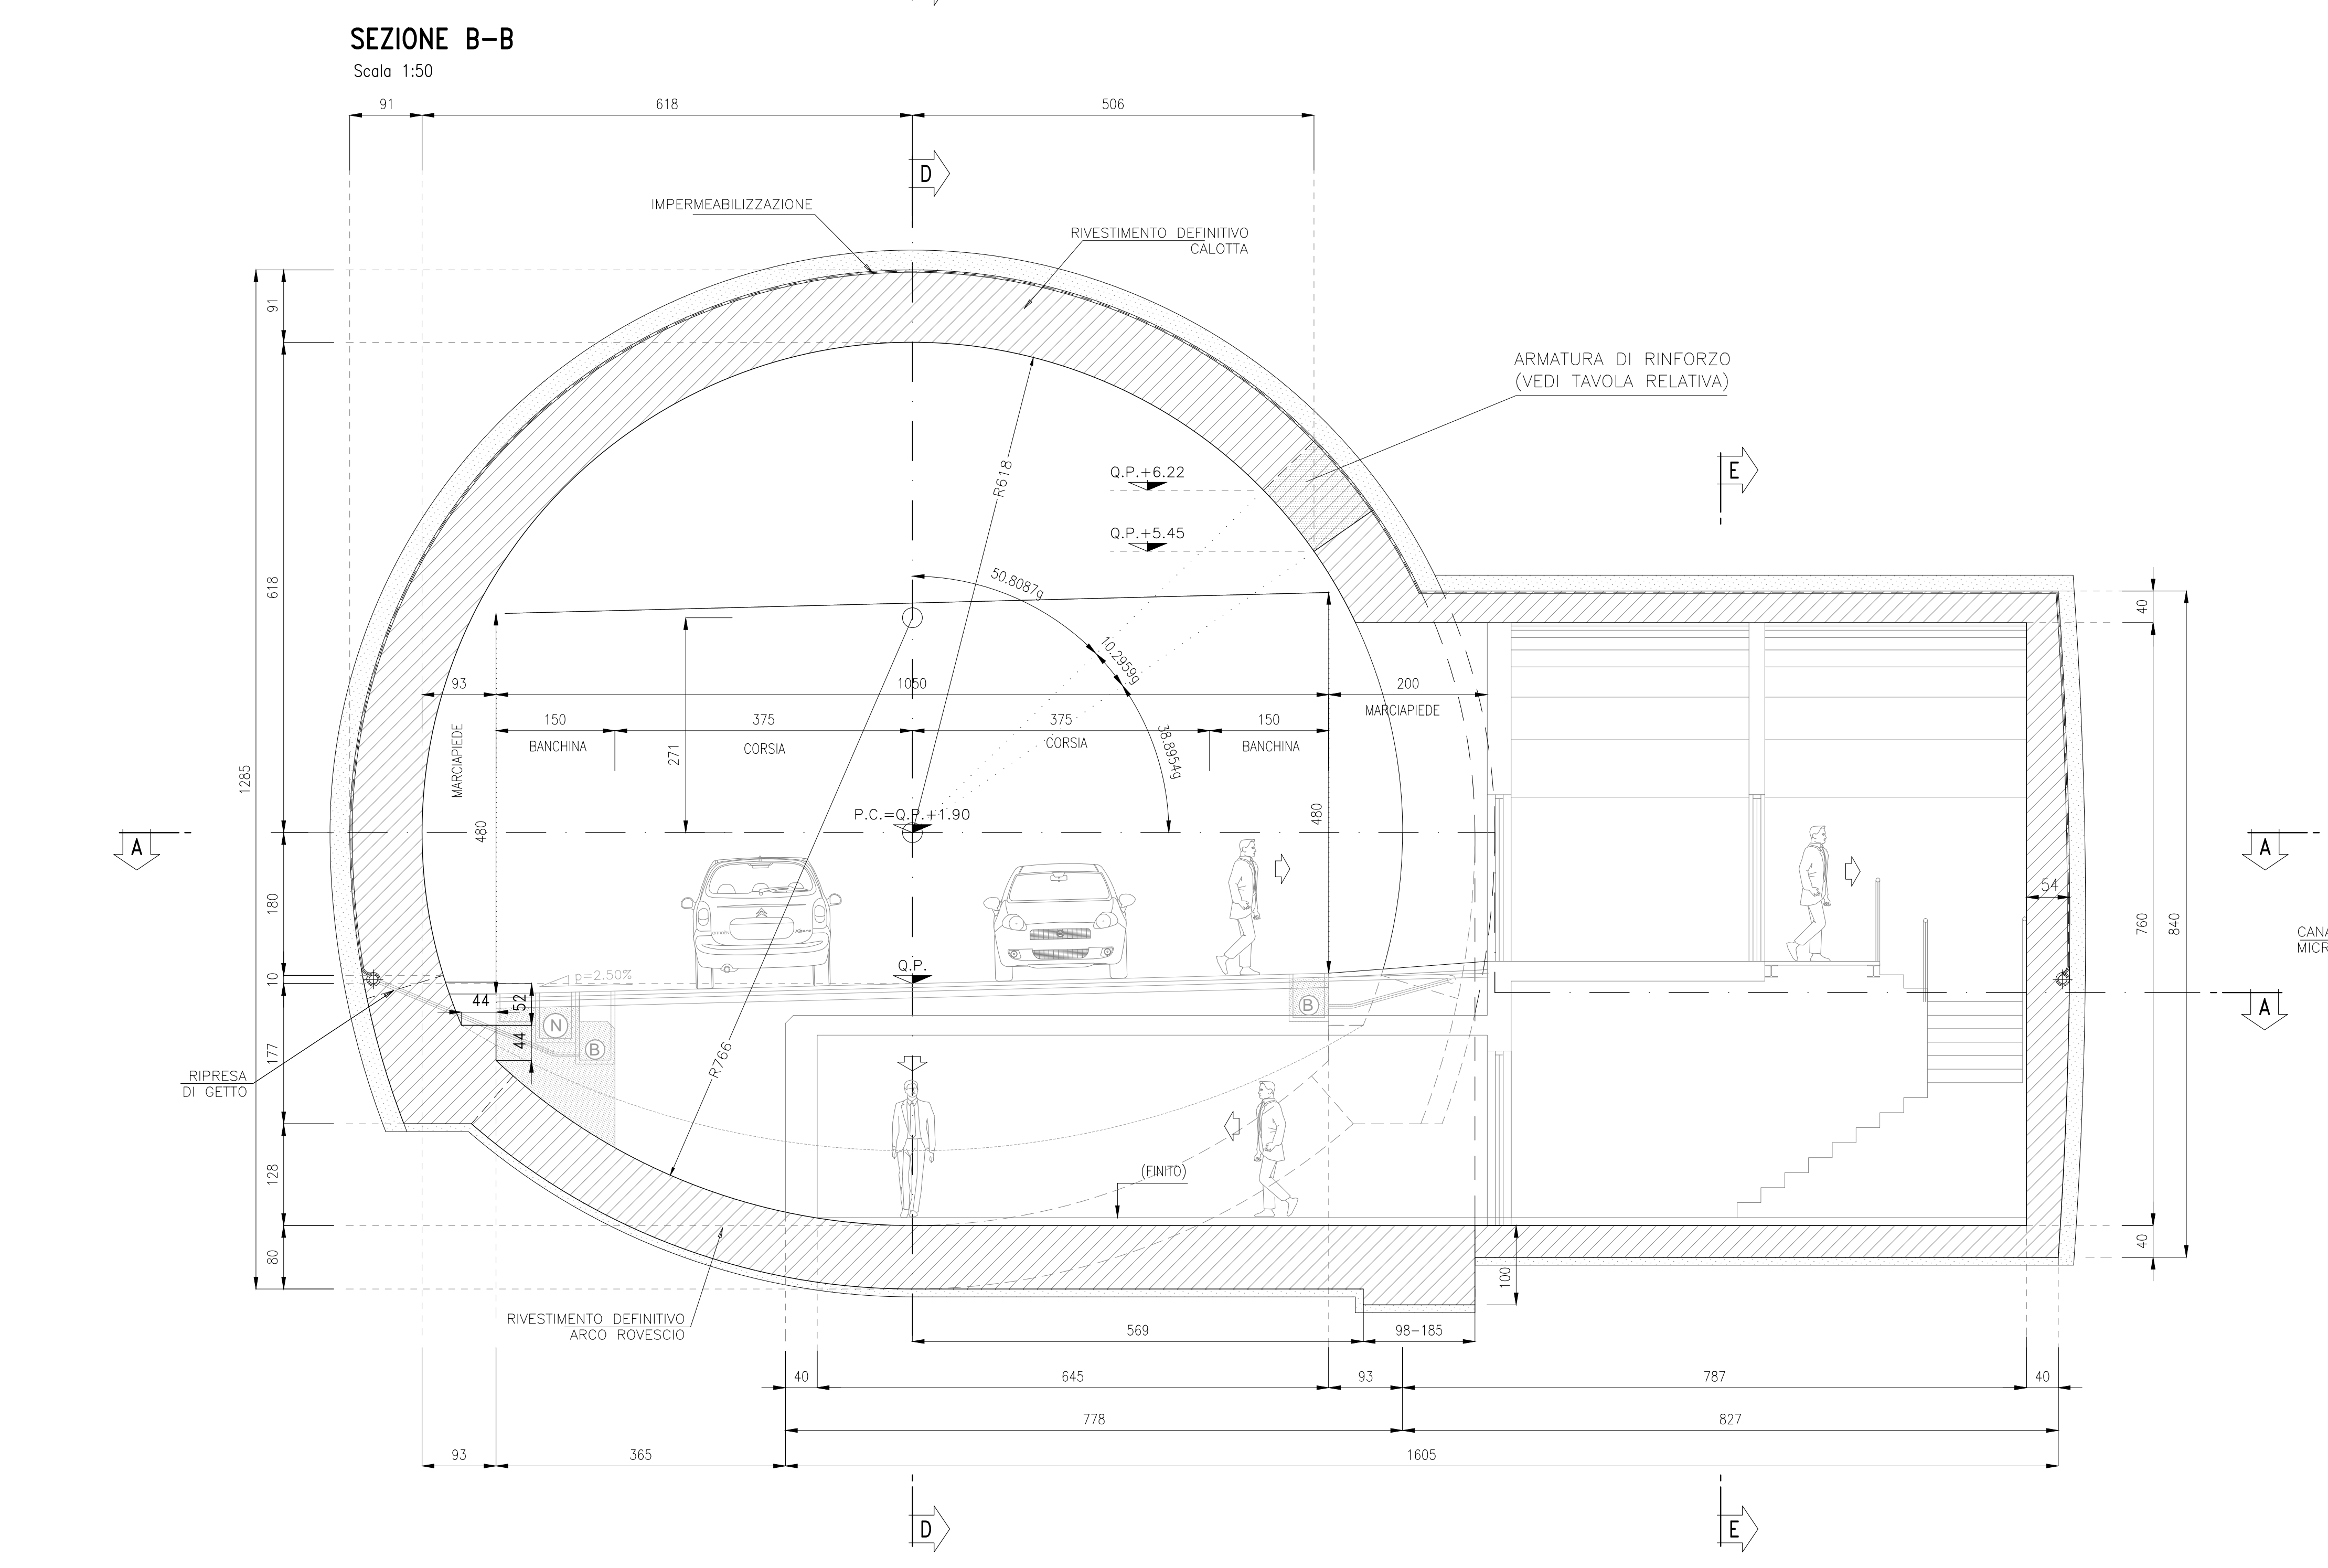 SEZIONE B-B
Scala 1:50
91
618
506
D
IMPERMEABILIZZAZIONE
RIVESTIMENTO DEFINITIVO
CALOTTA
91
ARMATURA DI RINFORZO
(VEDI TAVOLA RELATIVA)
Q.P.+6.22
R618
E
Q.P.+5.45
50.8087g
618
40
10.2959g
93
1050
200
MARCIAPIEDE
MARCIAPIEDE
150
375
375
150
BANCHINA
CORSIA
CORSIA
BANCHINA
271
38.8954g
1285
480
P.C.=Q.P.+1.90
480
A
A
180
54
760
840
CANA
MICR
Q.P.
p=2.50%
10
44
52
N
B
B
A
44
177
R766
RIPRESA
DI GETTO
128
(FINITO)
80
40
100
RIVESTIMENTO DEFINITIVO
ARCO ROVESCIO
569
98-185
40
645
93
787
40
778
827
93
365
1605
D
E